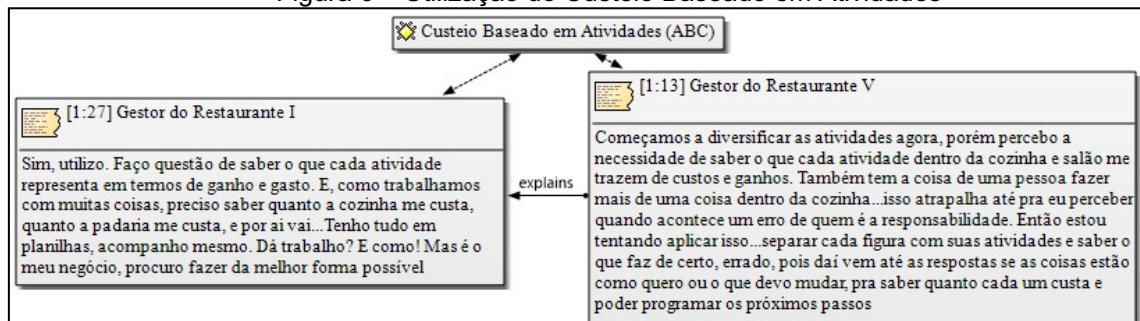 Figura – Utilização do Custeio Baseado em Atividades
Custeio Baseado em Atividades (ABC)
[1:27] Gestor do Restaurante I
Sim, utilizo. Faço questão de saber o que cada atividade
representa em termos de ganho e gasto. E, como trabalhamos
com muitas coisas, preciso saber quanto a cozinha me custa,
quanto a padaria me custa, e por ai vai...Tenho tudo em
planilhas, acompanho mesmo. Dá trabalho? E como! Mas é o
meu negócio, procuro fazer da melhor forma possível
explains
[1:13] Gestor do Restaurante V
Começamos a diversificar as atividades agora, porém percebo a
necessidade de saber o que cada atividade dentro da cozinha e salão me
trazem de custos e ganhos. Também tem a coisa de uma pessoa fazer
mais de uma coisa dentro da cozinha...isso atrapalha até pra eu perceber
quando acontece um erro de quem é a responsabilidade. Então estou
tentando aplicar isso...separar cada figura com suas atividades e saber o
que faz de certo, errado, pois daí vem até as respostas se as coisas estão
como quero ou o que devo mudar, pra saber quanto cada um custa e
poder programar os próximos passos